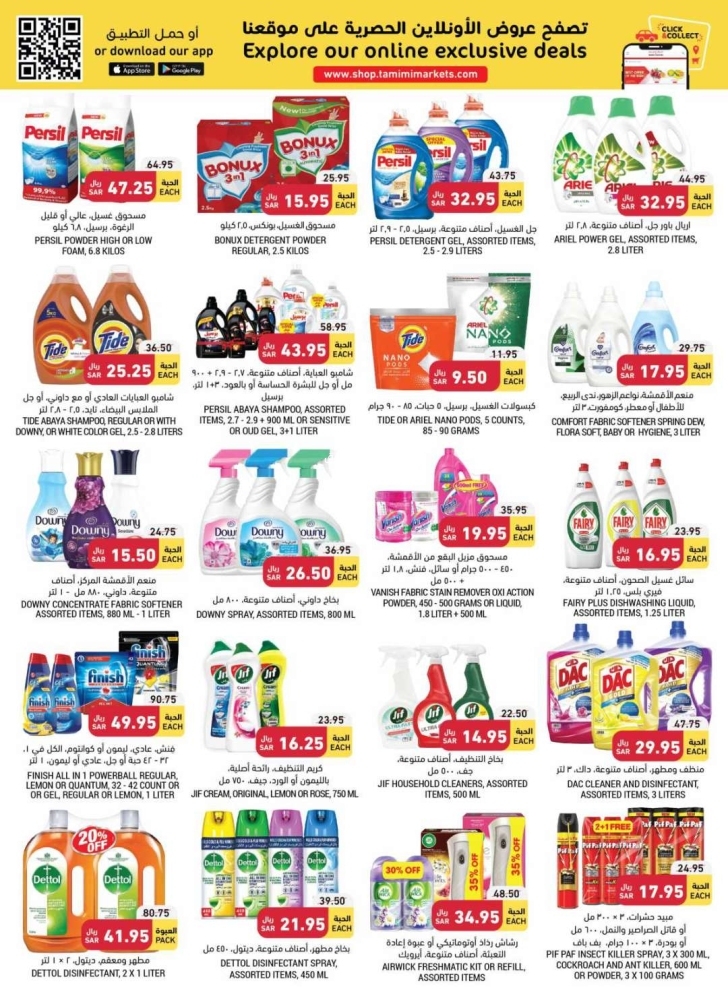 أو حمل التطبيق
or download our app
Download on the
App Store
GET IT ON
Google Play
تصفح عروض الأونلاين الحصرية على موقعنا
Explore our online exclusive deals
www.shop.tamimimarkets.com
CLICK
&COLLECT
64.95
ريال SAR 47.25 الحبة EACH
مسحوق غسيل، عالي أو قليل
الرغوة، برسيل، ٦,٨ كيلو
PERSIL POWDER HIGH OR LOW
FOAM, 6.8 KILOS
25.95
ريال SAR 15.95 الحبة EACH
مسحوق الغسيل، بونكس، ٢,٥ كيلو
BONUX DETERGENT POWDER
REGULAR, 2.5 KILOS
43.75
ريال SAR 32.95 الحبة EACH
جل الغسيل، أصناف متنوعة، برسيل، ٢,٥ - ٢,٩ لتر
PERSIL DETERGENT GEL, ASSORTED ITEMS,
2.5 - 2.9 LITERS
44.95
ريال SAR 32.95 الحبة EACH
اريال باور جل، أصناف متنوعة، ٢,٨ لتر
ARIEL POWER GEL, ASSORTED ITEMS,
2.8 LITER
36.50
ريال SAR 25.25 الحبة EACH
شامبو العبايات العادي أو مع داوني، أو جل
الملابس البيضاء، تايد، ٢,٥ - ٢,٨ لتر
TIDE ABAYA SHAMPOO, REGULAR OR WITH
DOWNY, OR WHITE COLOR GEL, 2.5 - 2.8 LITERS
58.95
ريال SAR 43.95 الحبة EACH
شامبو العباية، أصناف متنوعة، ٢,٧ - ٢,٩ + ٩٠٠
مل أو جل للبشرة الحساسة أو بالعود، ٣+١ لتر،
برسيل
PERSIL ABAYA SHAMPOO, ASSORTED
ITEMS, 2.7 - 2.9 + 900 ML OR SENSITIVE
OR OUD GEL, 3+1 LITER
11.95
ريال SAR 9.50 الحبة EACH
كبسولات الغسيل، برسيل، ٥ حبات، ٨٥ - ٩٠ جرام
TIDE OR ARIEL NANO PODS, 5 COUNTS,
85 - 90 GRAMS
29.75
ريال SAR 17.95 الحبة EACH
منعم الأقمشة، نواعم الزهور، ندى الربيع،
للأطفال أو معطر، كومفورت، ٣ لتر
COMFORT FABRIC SOFTENER SPRING DEW,
FLORA SOFT, BABY OR HYGIENE, 3 LITER
24.75
ريال SAR 15.50 الحبة EACH
منعم الأقمشة المركز، أصناف
متنوعة، داوني، ٨٨٠ مل - ١ لتر
DOWNY CONCENTRATE FABRIC SOFTENER
ASSORTED ITEMS, 880 ML - 1 LITER
36.95
ريال SAR 26.50 الحبة EACH
بخاخ داوني، أصناف متنوعة، ٨٠٠ مل
DOWNY SPRAY, ASSORTED ITEMS, 800 ML
ريال SAR 19.95 الحبة EACH
مسحوق مزيل البقع من الأقمشة،
٤٥٠ - ٥٠٠ جرام أو سائل، فنش، ١,٨ لتر
+ ٥٠٠ مل
VANISH FABRIC STAIN REMOVER OXI ACTION
POWDER, 450 - 500 GRAMS OR LIQUID,
1.8 LITER + 500 ML
23.95
ريال SAR 16.95 الحبة EACH
سائل غسيل الصحون، أصناف متنوعة،
فيري بلس، ١,٢٥ لتر
FAIRY PLUS DISHWASHING LIQUID,
ASSORTED ITEMS, 1.25 LITER
90.75
ريال SAR 49.95 الحبة EACH
فنش، عادي، ليمون أو كوانتوم، الكل في ١،
٣٢ - ٤٢ حبة أو جل، عادي أو ليمون، ١ لتر
FINISH ALL IN 1 POWERBALL REGULAR,
LEMON OR QUANTUM, 32 - 42 COUNT OR
OR GEL, REGULAR OR LEMON, 1 LITER
23.95
ريال SAR 16.25 الحبة EACH
كريم التنظيف، رائحة أصلية،
بالليمون أو الورد، جيف، ٧٥٠ مل
JIF CREAM, ORIGINAL, LEMON OR ROSE, 750 ML
22.50
ريال SAR 14.95 الحبة EACH
بخاخ التنظيف، أصناف متنوعة،
جيف، ٥٠٠ مل
JIF HOUSEHOLD CLEANERS, ASSORTED
ITEMS, 500 ML
47.75
ريال SAR 29.95 الحبة EACH
منظف ومطهر، أصناف متنوعة، داك، ٣ لتر
DAC CLEANER AND DISINFECTANT,
ASSORTED ITEMS, 3 LITERS
20% OFF
80.75
ريال SAR 41.95 العبوة PACK
مطهر ومعقم، ديتول، ٢ × ١ لتر
DETTOL DISINFECTANT, 2 X 1 LITER
39.50
ريال SAR 21.95 الحبة EACH
بخاخ مطهر، أصناف متنوعة، ديتول، ٤٥٠ مل
DETTOL DISINFECTANT SPRAY,
ASSORTED ITEMS, 450 ML
30% OFF
35% OFF
48.50
ريال SAR 34.95 الحبة EACH
رشاش رذاذ أوتوماتيكي أو عبوة إعادة
التعبئة، أصناف متنوعة، أيرويك
AIRWICK FRESHMATIC KIT OR REFILL,
ASSORTED ITEMS
2+1 FREE
23.95
ريال SAR 17.95 الحبة EACH
مبيد حشرات، ٣ × ٣٠٠ مل
أو قاتل الصراصير والنمل، ٦٠٠ مل
أو بودرة، ٣ × ١٠٠ جرام، بف باف
PIF PAF INSECT KILLER SPRAY, 3 X 300 ML,
COCKROACH AND ANT KILLER, 600 ML
OR POWDER, 3 X 100 GRAMS